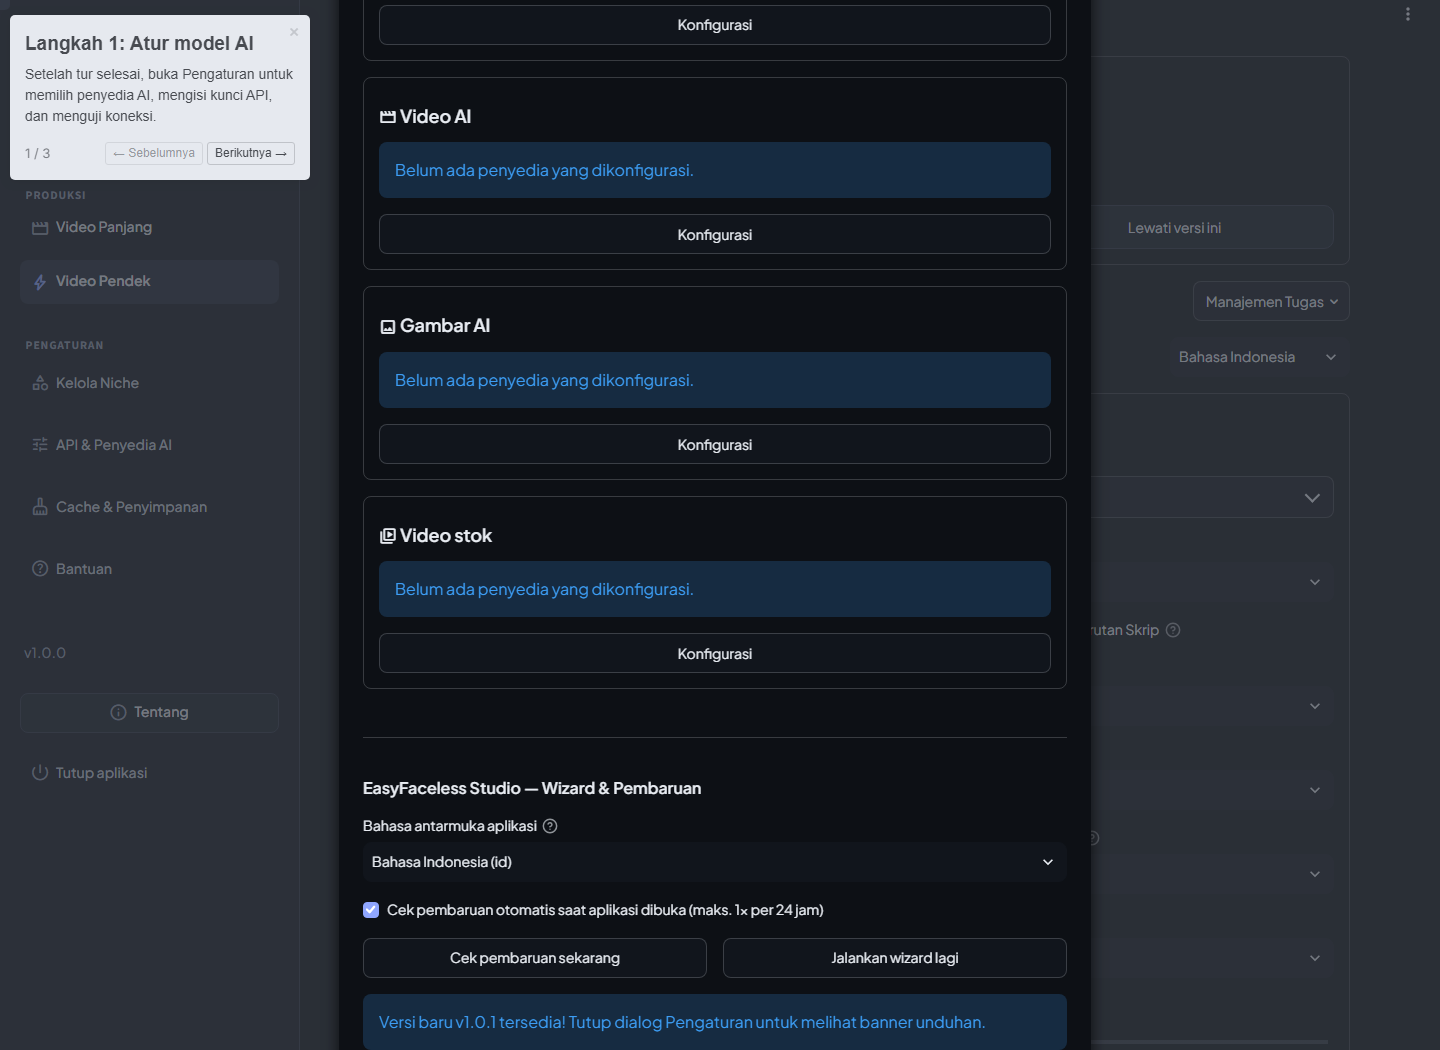 Langkah 1: Atur model AI
×
Setelah tur selesai, buka Pengaturan untuk
memilih penyedia AI, mengisi kunci API,
dan menguji koneksi.
1 / 3
← Sebelumnya
Berikutnya →
PRODUKSI
Video Panjang
Video Pendek
PENGATURAN
Kelola Niche
API & Penyedia AI
Cache & Penyimpanan
Bantuan
v1.0.0
Tentang
Tutup aplikasi
Konfigurasi
Video AI
Belum ada penyedia yang dikonfigurasi.
Konfigurasi
Gambar AI
Belum ada penyedia yang dikonfigurasi.
Konfigurasi
Video stok
Belum ada penyedia yang dikonfigurasi.
Konfigurasi
EasyFaceless Studio — Wizard & Pembaruan
Bahasa antarmuka aplikasi
Bahasa Indonesia (id)
Cek pembaruan otomatis saat aplikasi dibuka (maks. 1× per 24 jam)
Cek pembaruan sekarang
Jalankan wizard lagi
Versi baru v1.0.1 tersedia! Tutup dialog Pengaturan untuk melihat banner unduhan.
Lewati versi ini
Manajemen Tugas
Bahasa Indonesia
rutan Skrip